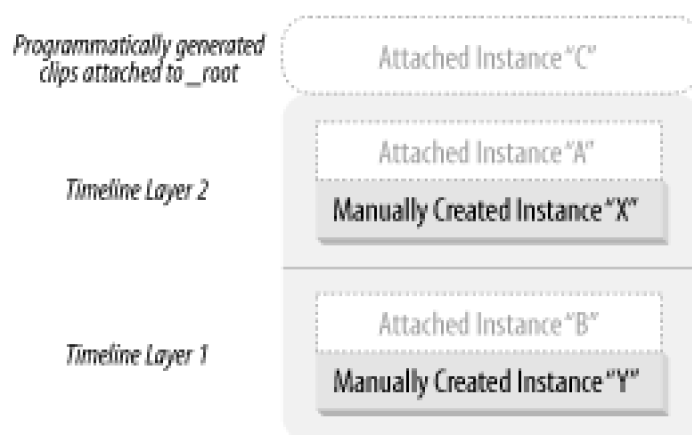 Programmatically generated
clips attached to _root
Attached Instance "C"
Attached Instance "A"
Timeline Layer 2
Manually Created Instance "X"
Attached Instance "B"
Timeline Layer 1
Manually Created Instance "Y"